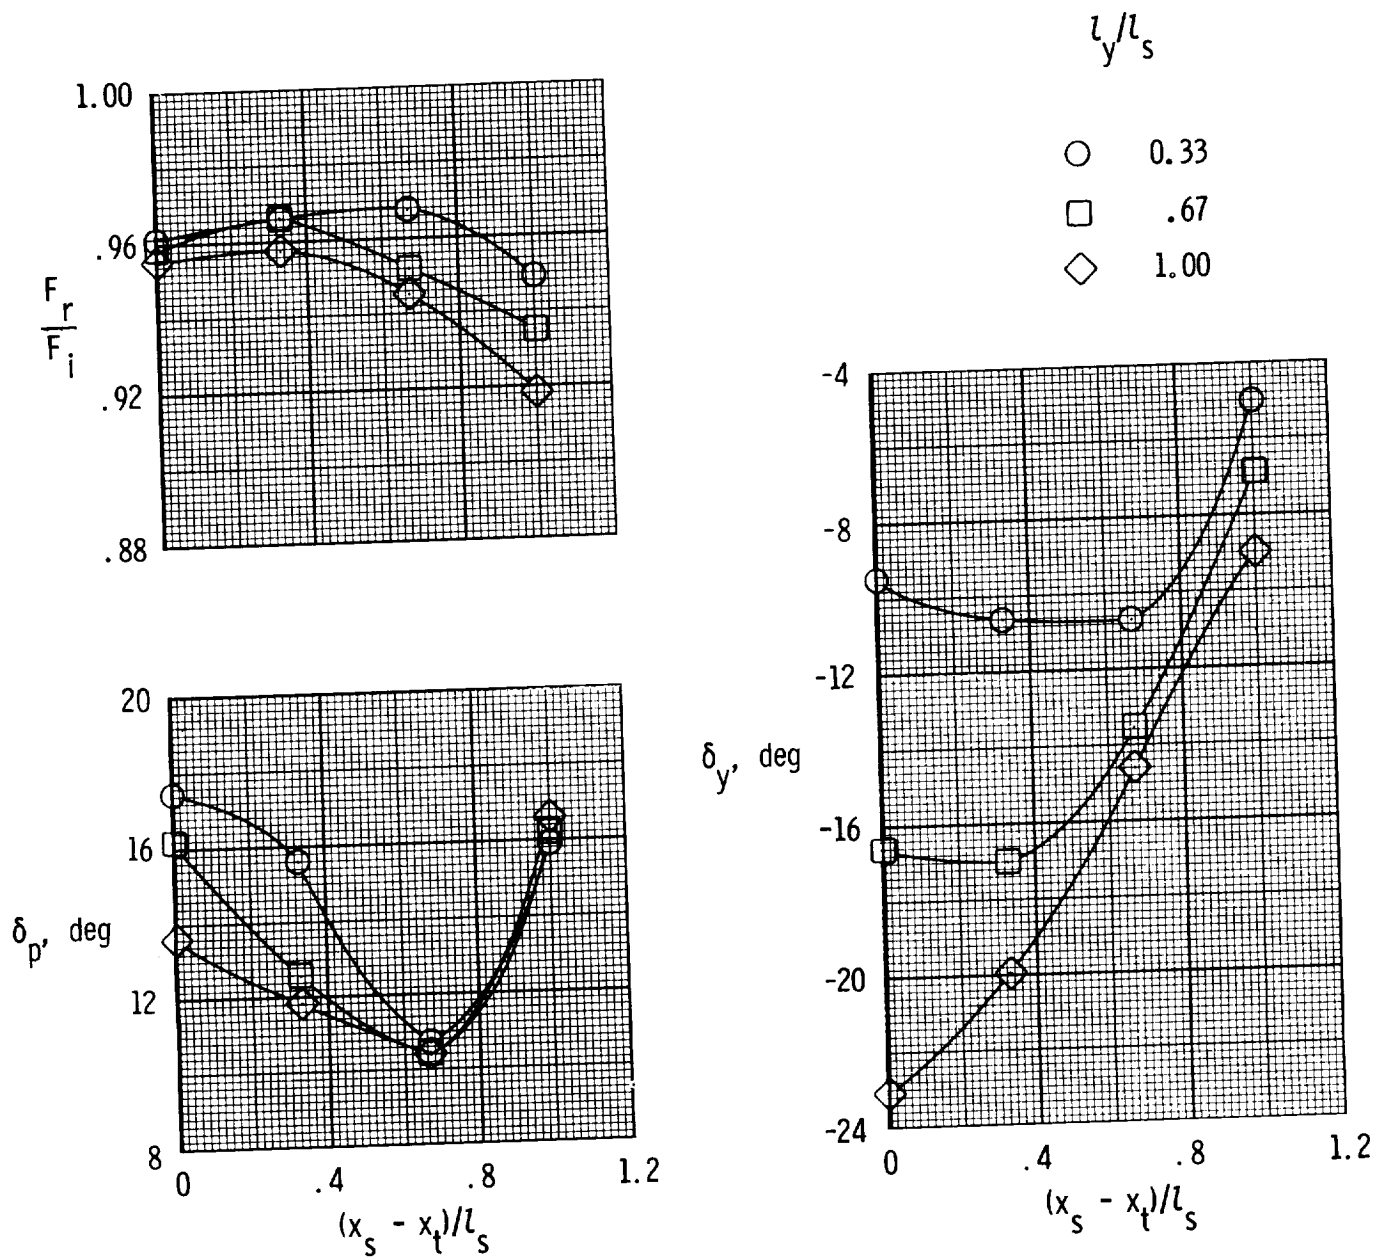 l_y/l_s
0.33
.67
1.00
1.00
.96
.92
.88
F_r
F_i
20
16
12
8
δ_p, deg
0 .4 .8 1.2
(x_s - x_t)/l_s
-4
-8
-12
-16
-20
-24
δ_y, deg
0 .4 .8 1.2
(x_s - x_t)/l_s